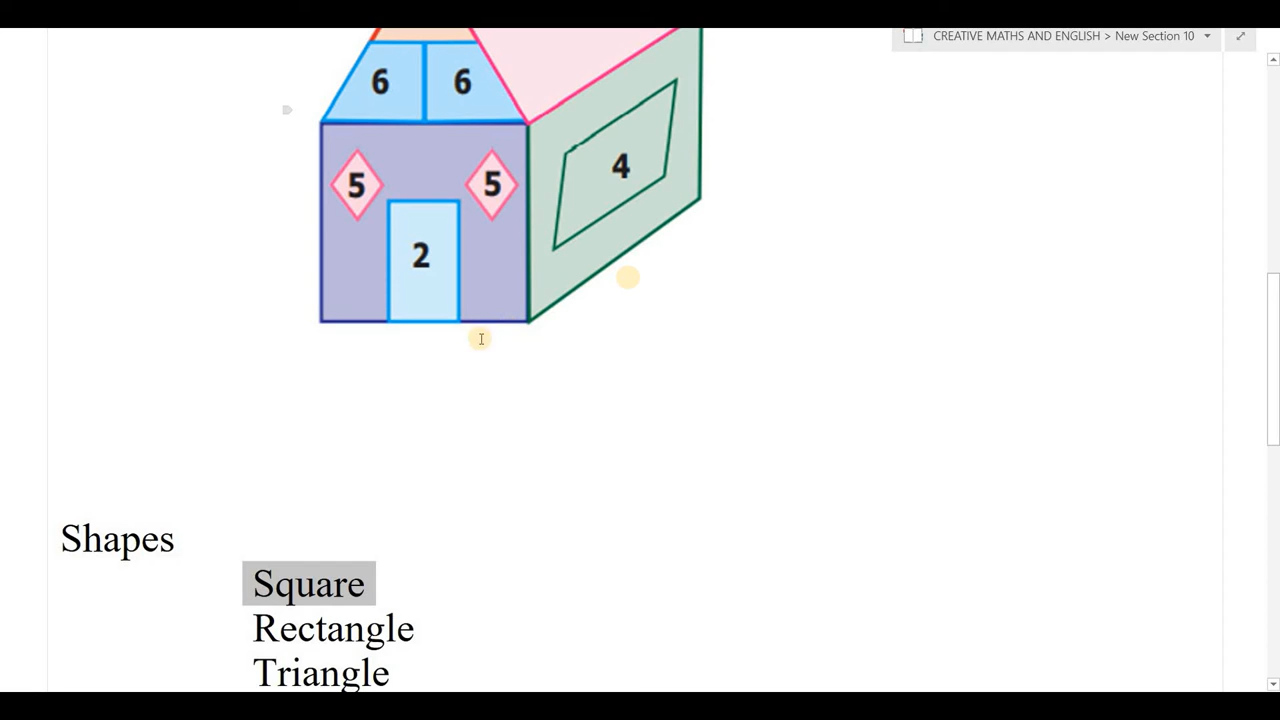 CREATIVE MATHS AND ENGLISH > New Section 10
6 6
5 5 4
2
Shapes
Square
Rectangle
Triangle